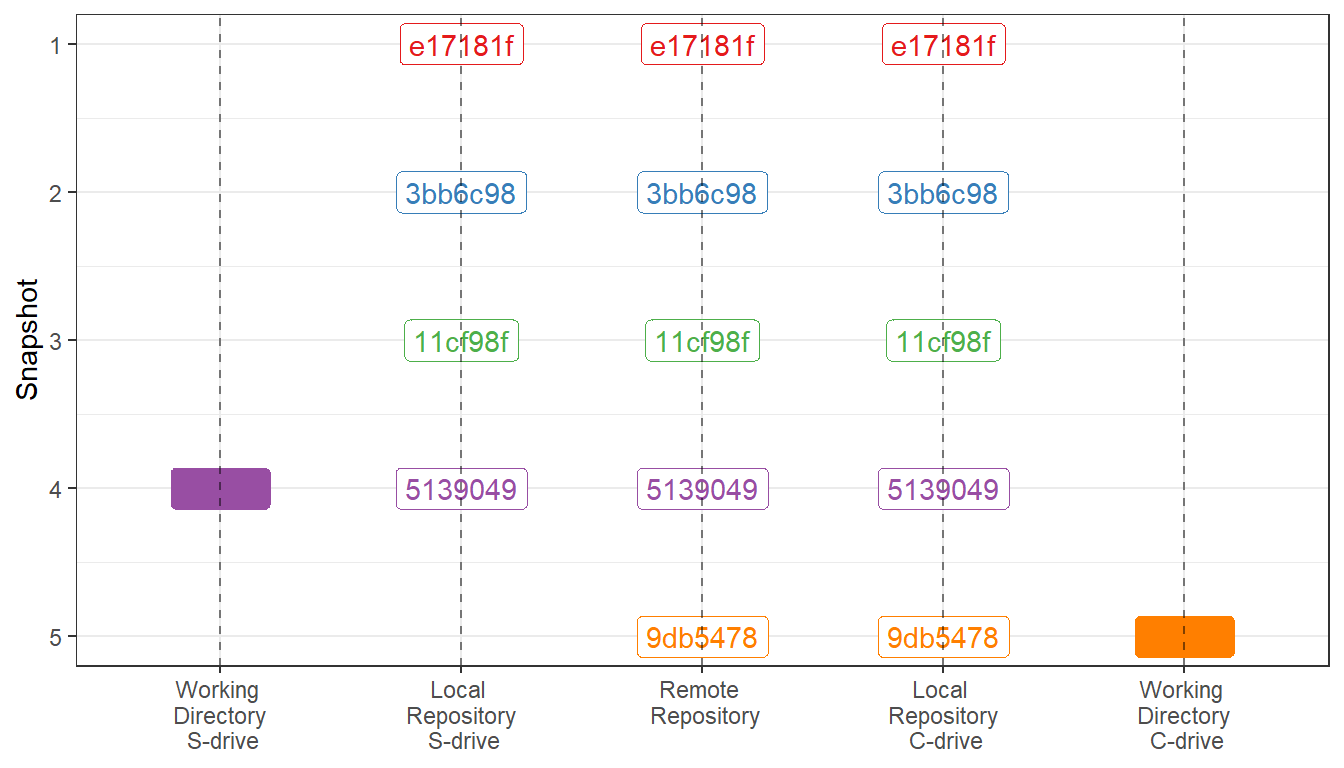 Snapshot
1
e17181f
e17181f
e17181f
2
3bb6c98
3bb6c98
3bb6c98
3
11cf98f
11cf98f
11cf98f
4
5139049
5139049
5139049
5
9db5478
9db5478
Working
Directory
S-drive
Local
Repository
S-drive
Remote
Repository
Local
Repository
C-drive
Working
Directory
C-drive